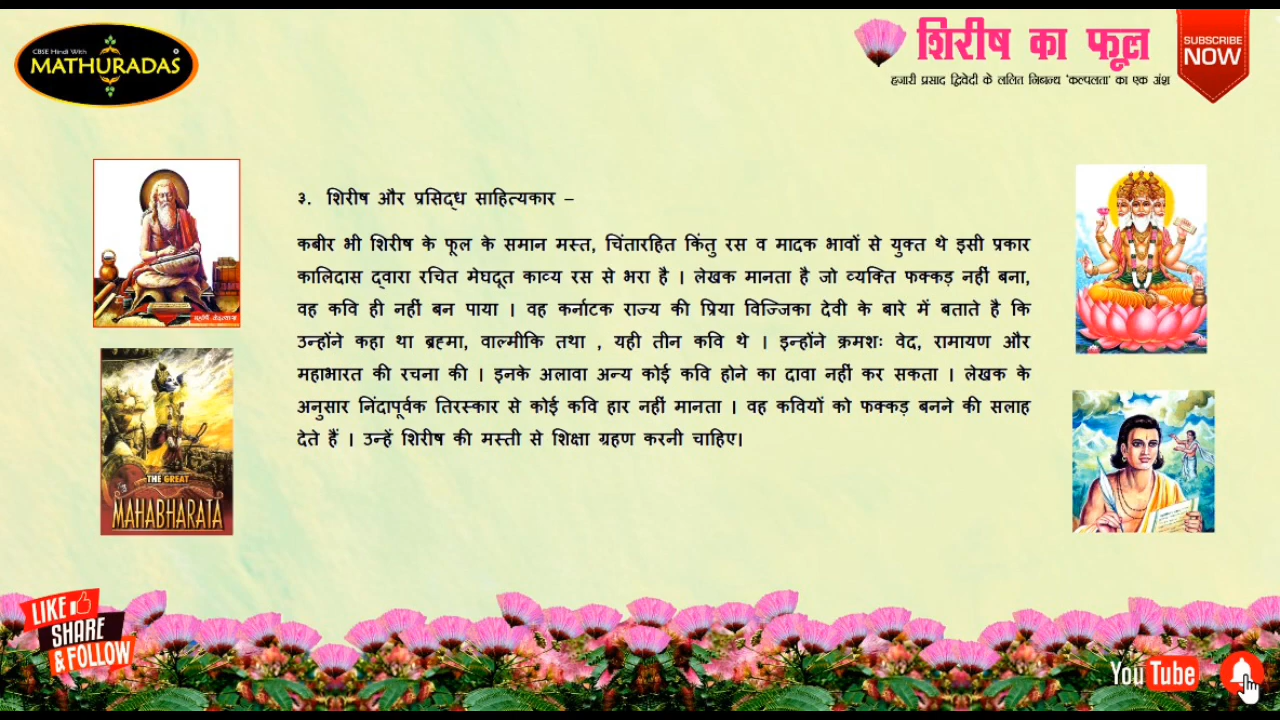 CBSE Hindi With
MATHURADAS
शिरीष का फूल
हजारी प्रसाद द्विवेदी के ललित निबन्ध 'कल्पलता' का एक अंश
SUBSCRIBE
NOW
३. शिरीष और प्रसिद्ध साहित्यकार –
कबीर भी शिरीष के फूल के समान मस्त, चिंतारहित किंतु रस व मादक भावों से युक्त थे इसी प्रकार
कालिदास द्वारा रचित मेघदूत काव्य रस से भरा है । लेखक मानता है जो व्यक्ति फक्कड़ नहीं बना,
वह कवि ही नहीं बन पाया । वह कर्नाटक राज्य की प्रिया विज्जिका देवी के बारे में बताते है कि
उन्होंने कहा था ब्रह्मा, वाल्मीकि तथा , यही तीन कवि थे । इन्होंने क्रमशः वेद, रामायण और
महाभारत की रचना की । इनके अलावा अन्य कोई कवि होने का दावा नहीं कर सकता । लेखक के
अनुसार निंदापूर्वक तिरस्कार से कोई कवि हार नहीं मानता । वह कवियों को फक्कड़ बनने की सलाह
देते हैं । उन्हें शिरीष की मस्ती से शिक्षा ग्रहण करनी चाहिए।
THE GREAT
MAHABHARATA
LIKE
SHARE
& FOLLOW
YouTube